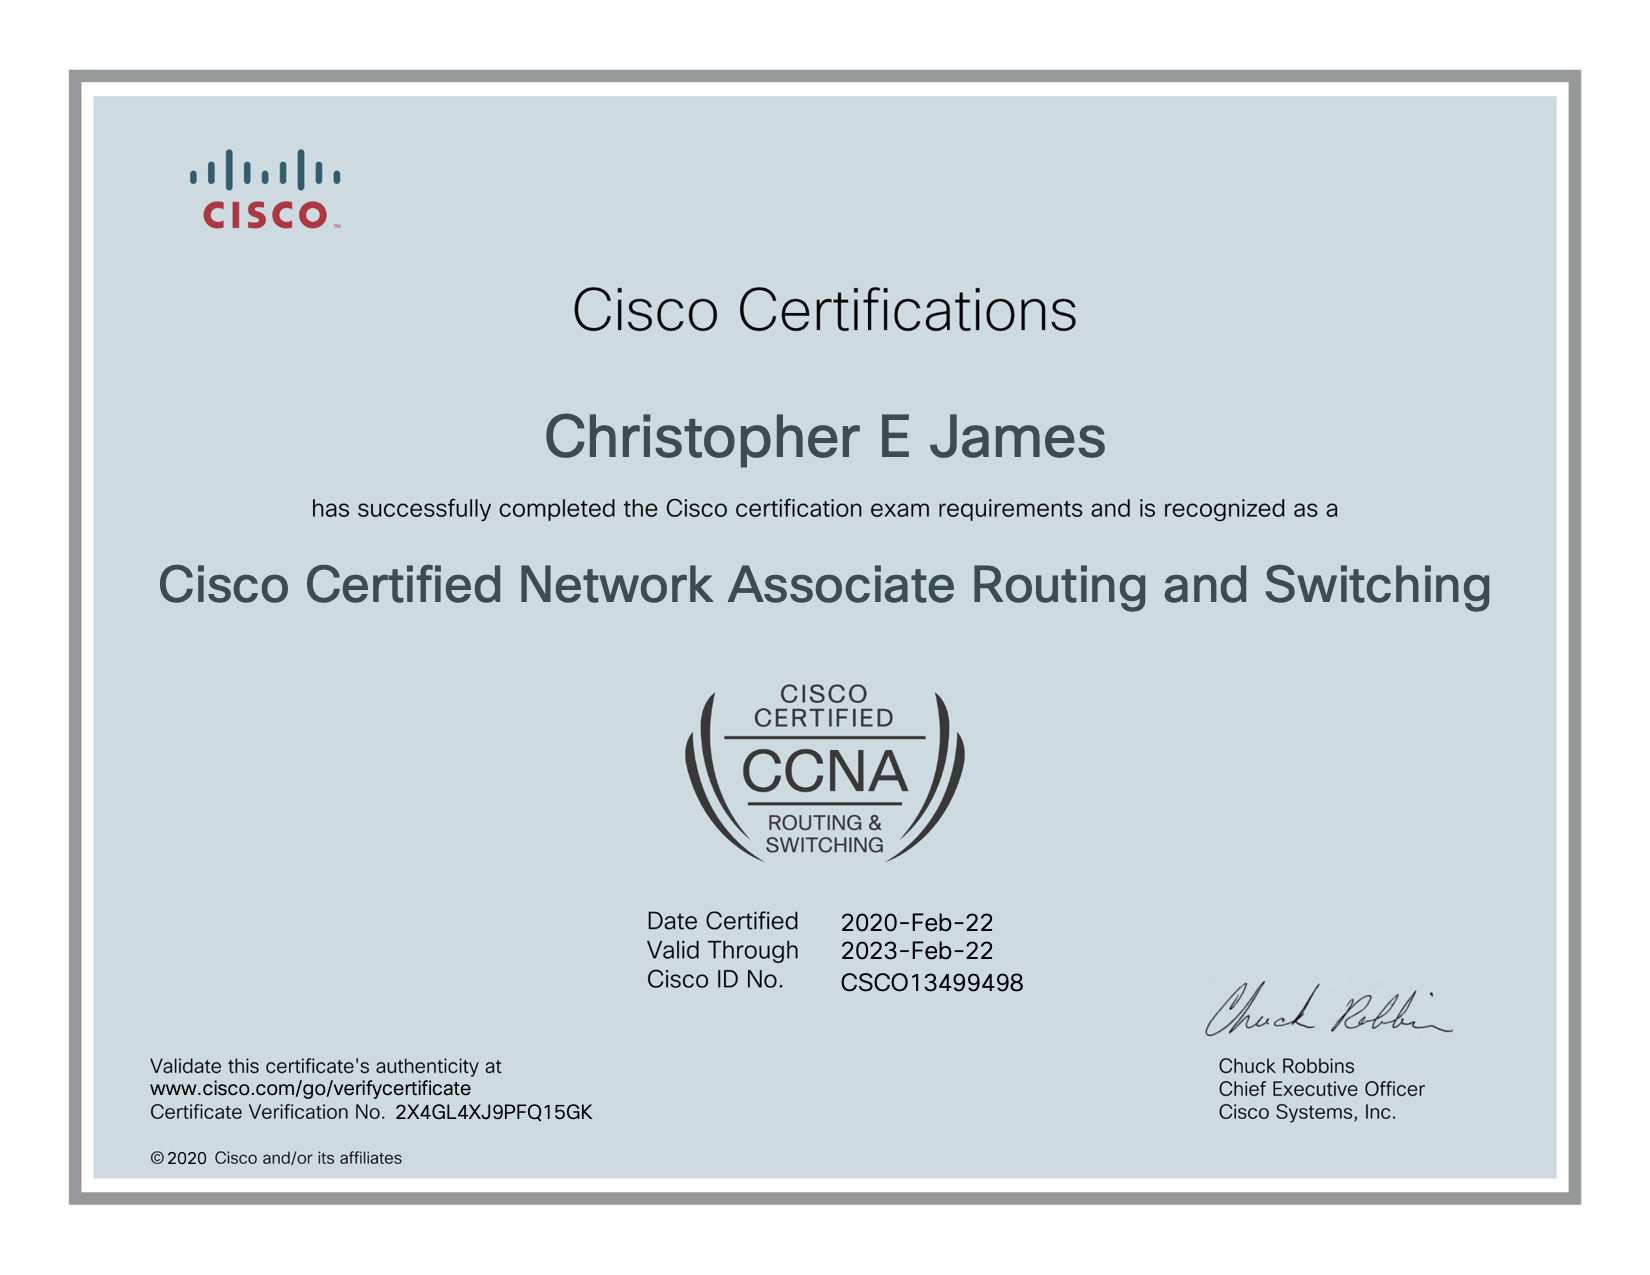 CISCO™
Cisco Certifications
Christopher E James
has successfully completed the Cisco certification exam requirements and is recognized as a
Cisco Certified Network Associate Routing and Switching
CISCO
CERTIFIED
CCNA
ROUTING &
SWITCHING
Date Certified 2020-Feb-22
Valid Through 2023-Feb-22
Cisco ID No. CSCO13499498
Chuck Robbins
Validate this certificate's authenticity at
www.cisco.com/go/verifycertificate
Certificate Verification No. 2X4GL4XJ9PFQ15GK
Chuck Robbins
Chief Executive Officer
Cisco Systems, Inc.
© 2020 Cisco and/or its affiliates